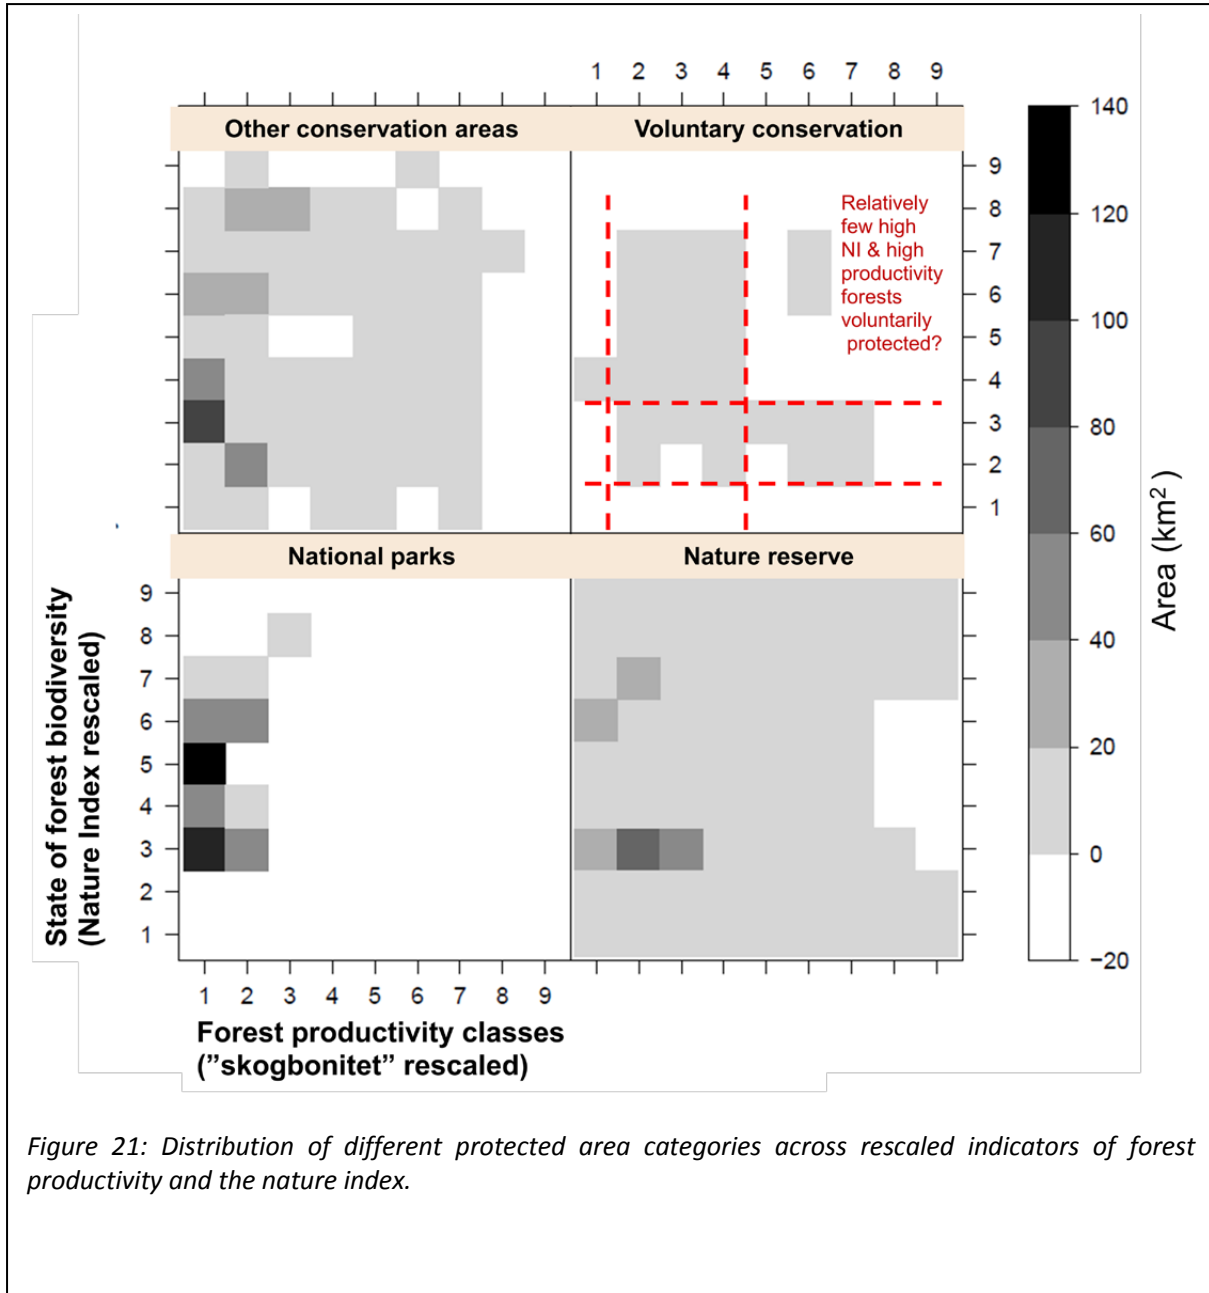 1 2 3 4 5 6 7 8 9
Other conservation areas
Voluntary conservation
9
8
7
6
5
4
3
2
1
Relatively
few high
NI & high
productivity
forests
voluntarily
protected?
National parks
Nature reserve
9
8
7
6
5
4
3
2
1
State of forest biodiversity
(Nature Index rescaled)
1 2 3 4 5 6 7 8 9
Forest productivity classes
("skogbonitet" rescaled)
140
120
100
80
60
40
20
0
−20
Area (km²)
Figure 21: Distribution of different protected area categories across rescaled indicators of forest
productivity and the nature index.